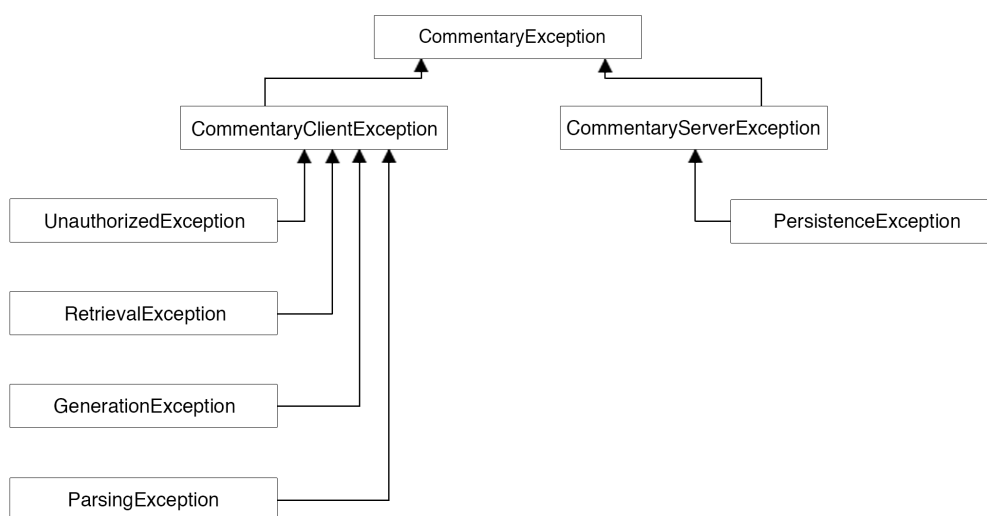 CommentaryException
CommentaryClientException
CommentaryServerException
UnauthorizedException
PersistenceException
RetrievalException
GenerationException
ParsingException